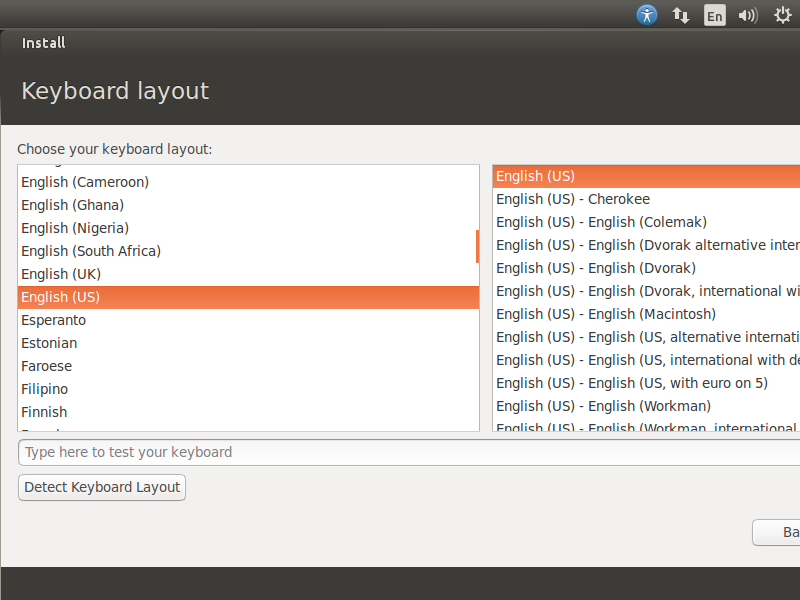 En
Install
Keyboard layout
Choose your keyboard layout:
English (Cameroon)
English (Ghana)
English (Nigeria)
English (South Africa)
English (UK)
English (US)
Esperanto
Estonian
Faroese
Filipino
Finnish
English (US)
English (US) - Cherokee
English (US) - English (Colemak)
English (US) - English (Dvorak alternative inter
English (US) - English (Dvorak)
English (US) - English (Dvorak, international wi
English (US) - English (Macintosh)
English (US) - English (US, alternative internati
English (US) - English (US, international with de
English (US) - English (US, with euro on 5)
English (US) - English (Workman)
English (US) - English (Workman, international
Type here to test your keyboard
Detect Keyboard Layout
Ba